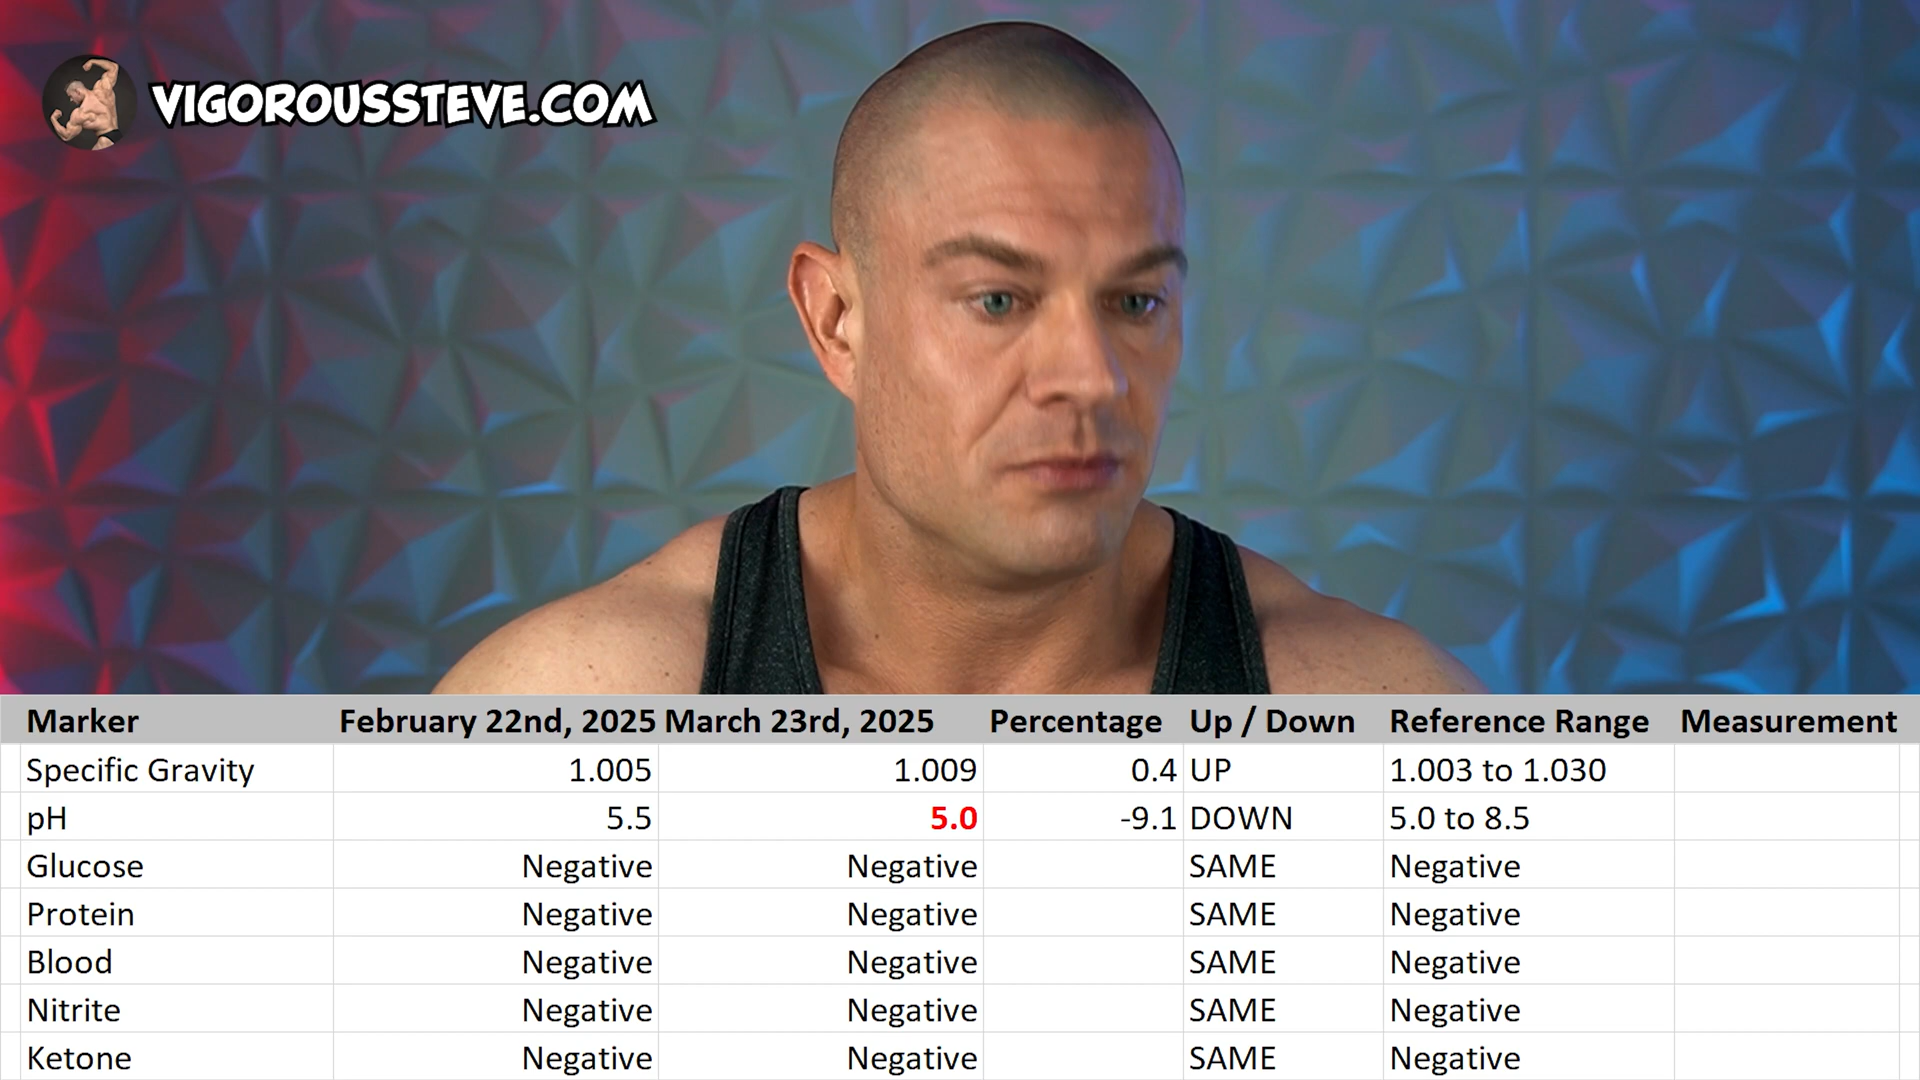 VIGOROUSSTEVE.COM
Marker February 22nd, 2025 March 23rd, 2025 Percentage Up / Down Reference Range Measurement
Specific Gravity 1.005 1.009 0.4 UP 1.003 to 1.030
pH 5.5 5.0 -9.1 DOWN 5.0 to 8.5
Glucose Negative Negative SAME Negative
Protein Negative Negative SAME Negative
Blood Negative Negative SAME Negative
Nitrite Negative Negative SAME Negative
Ketone Negative Negative SAME Negative